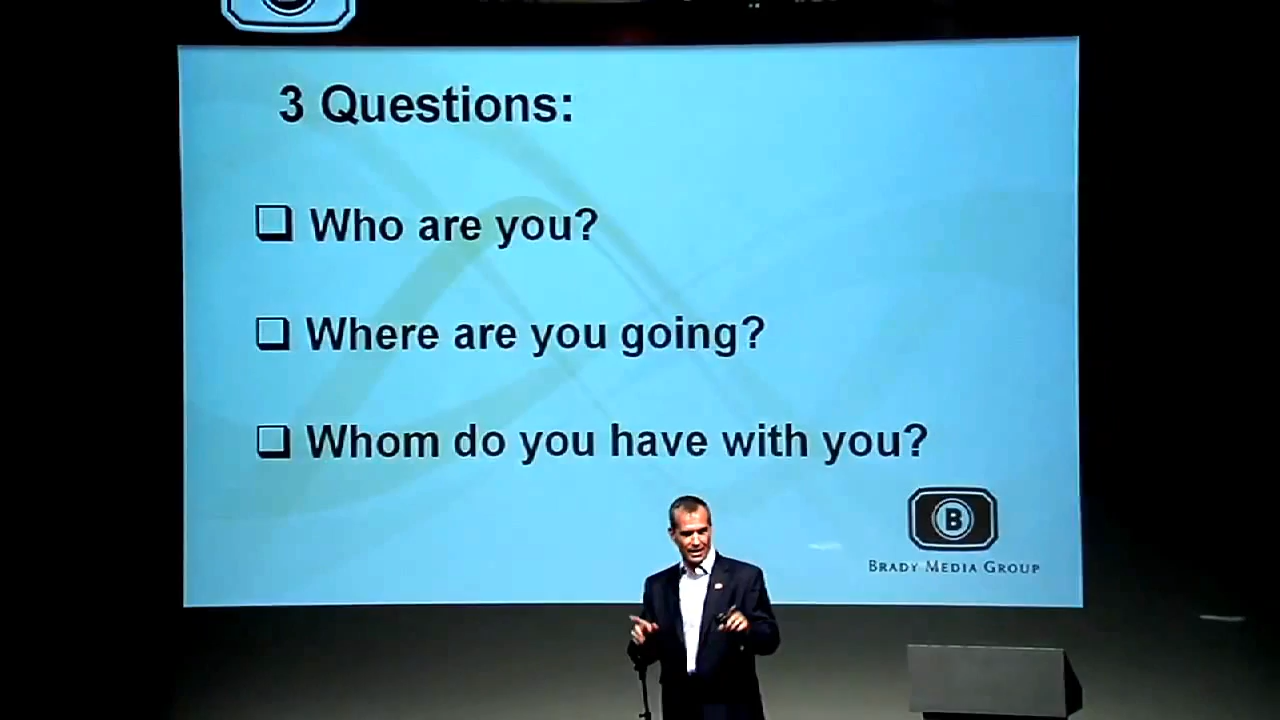 3 Questions:
❑ Who are you?
❑ Where are you going?
❑ Whom do you have with you?
B
BRADY MEDIA GROUP